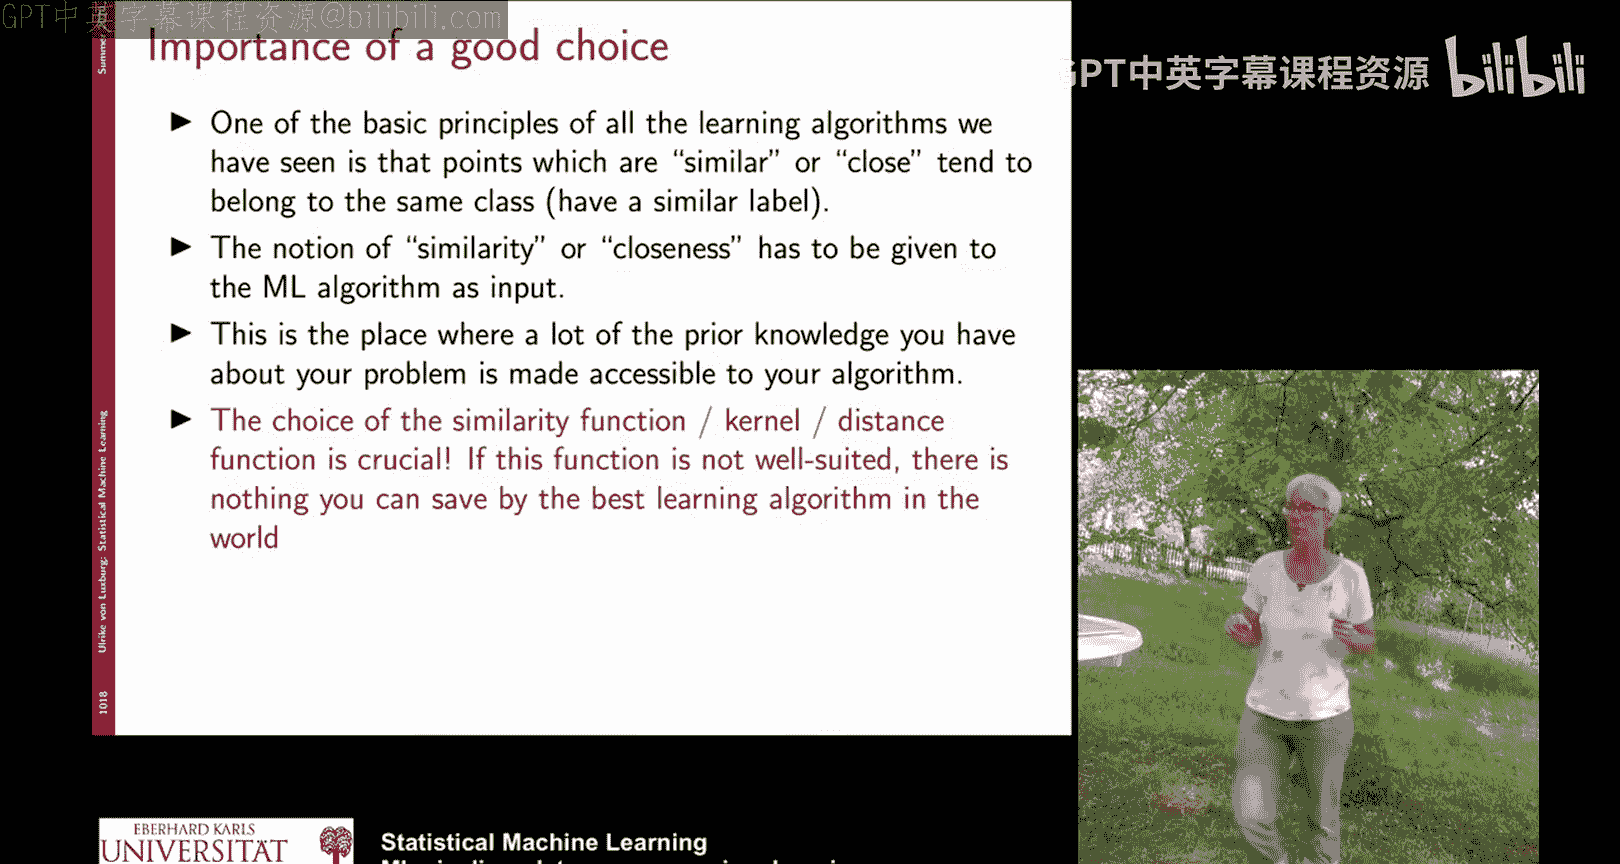 GPT中英字幕课程资源@bilibili.com
GPT中英字幕课程资源 bilibili
Importance of a good choice
▶ One of the basic principles of all the learning algorithms we
have seen is that points which are “similar” or “close” tend to
belong to the same class (have a similar label).
▶ The notion of “similarity” or “closeness” has to be given to
the ML algorithm as input.
▶ This is the place where a lot of the prior knowledge you have
about your problem is made accessible to your algorithm.
▶ The choice of the similarity function / kernel / distance
function is crucial! If this function is not well-suited, there is
nothing you can save by the best learning algorithm in the
world
Ulrike von Luxburg: Statistical Machine Learning
1018
EBERHARD KARLS
UNIVERSITÄT
Statistical Machine Learning